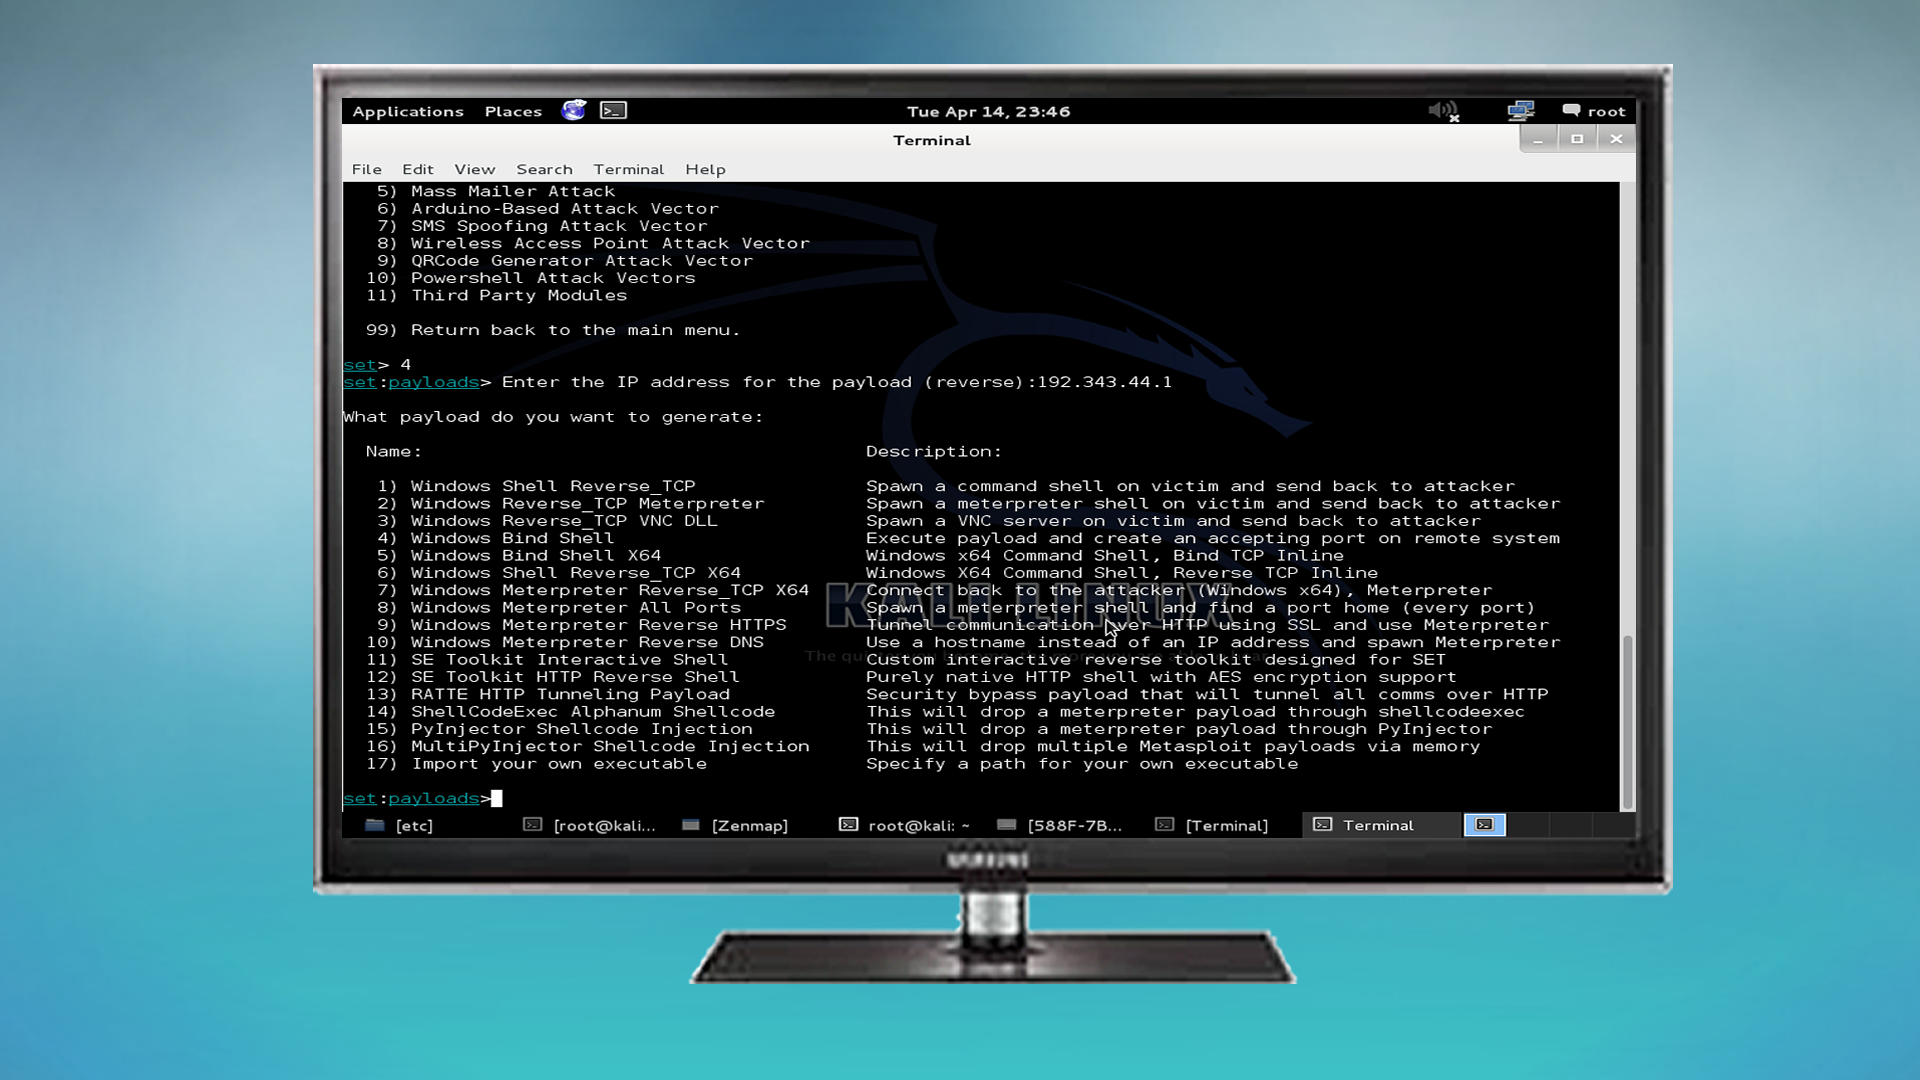 Applications Places Tue Apr 14, 23:46 root
Terminal
File Edit View Search Terminal Help
5) Mass Mailer Attack
6) Arduino-Based Attack Vector
7) SMS Spoofing Attack Vector
8) Wireless Access Point Attack Vector
9) QRCode Generator Attack Vector
10) Powershell Attack Vectors
11) Third Party Modules
99) Return back to the main menu.
set> 4
set:payloads> Enter the IP address for the payload (reverse):192.343.44.1
What payload do you want to generate:
Name: Description:
1) Windows Shell Reverse_TCP Spawn a command shell on victim and send back to attacker
2) Windows Reverse_TCP Meterpreter Spawn a meterpreter shell on victim and send back to attacker
3) Windows Reverse_TCP VNC DLL Spawn a VNC server on victim and send back to attacker
4) Windows Bind Shell Execute payload and create an accepting port on remote system
5) Windows Bind Shell X64 Windows x64 Command Shell, Bind TCP Inline
6) Windows Shell Reverse_TCP X64 Windows X64 Command Shell, Reverse TCP Inline
7) Windows Meterpreter Reverse_TCP X64 Connect back to the attacker (Windows x64), Meterpreter
8) Windows Meterpreter All Ports Spawn a meterpreter shell and find a port home (every port)
9) Windows Meterpreter Reverse HTTPS Tunnel communication over HTTP using SSL and use Meterpreter
10) Windows Meterpreter Reverse DNS Use a hostname instead of an IP address and spawn Meterpreter
11) SE Toolkit Interactive Shell Custom interactive reverse toolkit designed for SET
12) SE Toolkit HTTP Reverse Shell Purely native HTTP shell with AES encryption support
13) RATTE HTTP Tunneling Payload Security bypass payload that will tunnel all comms over HTTP
14) ShellCodeExec Alphanum Shellcode This will drop a meterpreter payload through shellcodeexec
15) PyInjector Shellcode Injection This will drop a meterpreter payload through PyInjector
16) MultiPyInjector Shellcode Injection This will drop multiple Metasploit payloads via memory
17) Import your own executable Specify a path for your own executable
KALI LINUX
set:payloads>
[etc] [root@kali... [Zenmap] root@kali: ~ [588F-7B... [Terminal] Terminal
SAMSUNG